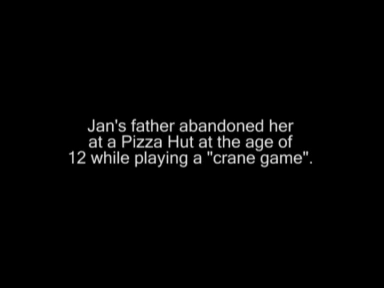 Jan's father abandoned her
at a Pizza Hut at the age of
12 while playing a "crane game".